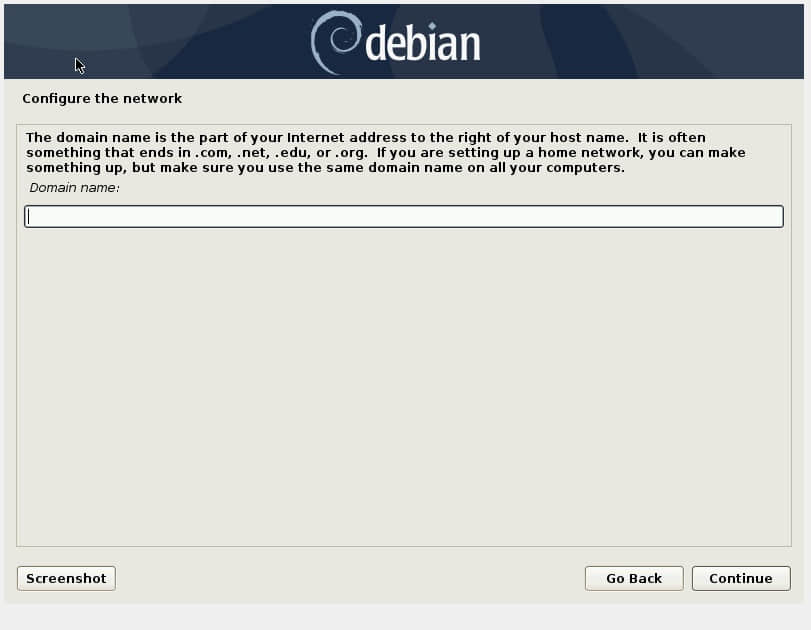 debian
Configure the network
The domain name is the part of your Internet address to the right of your host name.  It is often
something that ends in .com, .net, .edu, or .org.  If you are setting up a home network, you can make
something up, but make sure you use the same domain name on all your computers.
Domain name:
Screenshot
Go Back
Continue